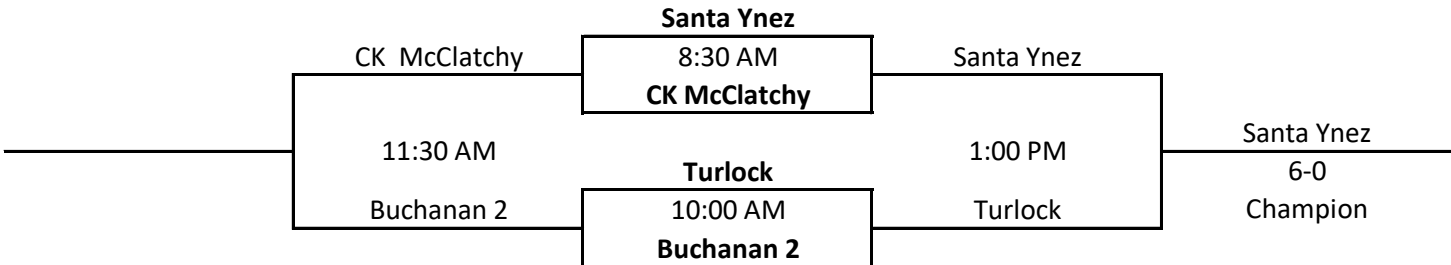 Santa Ynez
CK McClatchy
8:30 AM
Santa Ynez
CK McClatchy
11:30 AM
1:00 PM
Santa Ynez
Turlock
6-0
Buchanan 2
10:00 AM
Turlock
Champion
Buchanan 2